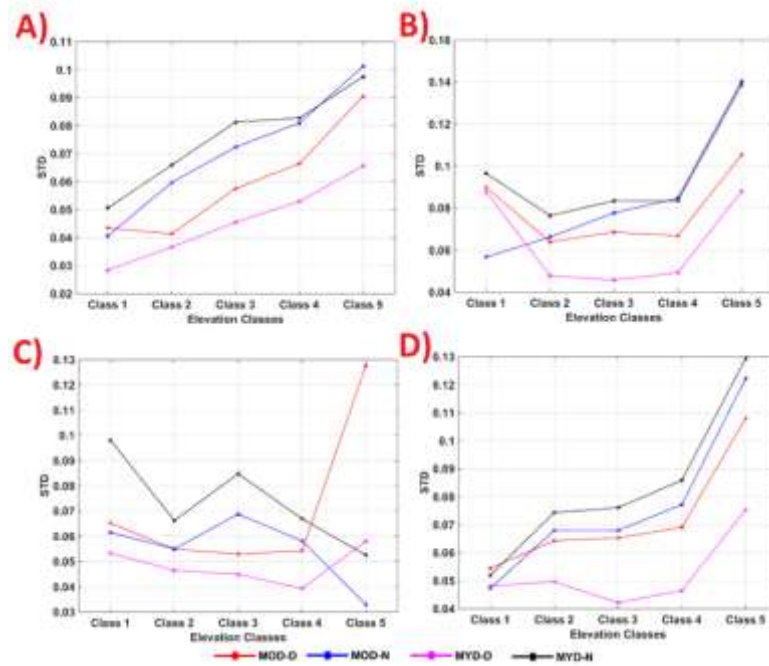 A)
0.11
0.1
0.09
0.08
0.07
0.06
0.05
0.04
0.03
0.02
STD
Class 1 Class 2 Class 3 Class 4 Class 5
Elevation Classes
B)
0.16
0.14
0.12
0.1
0.08
0.06
0.04
STD
Class 1 Class 2 Class 3 Class 4 Class 5
Elevation Classes
C)
0.13
0.12
0.11
0.1
0.09
0.08
0.07
0.06
0.05
0.04
0.03
STD
Class 1 Class 2 Class 3 Class 4 Class 5
Elevation Classes
D)
0.13
0.12
0.11
0.1
0.09
0.08
0.07
0.06
0.05
0.04
STD
Class 1 Class 2 Class 3 Class 4 Class 5
Elevation Classes
MOD-D MOD-N MYD-D MYD-N